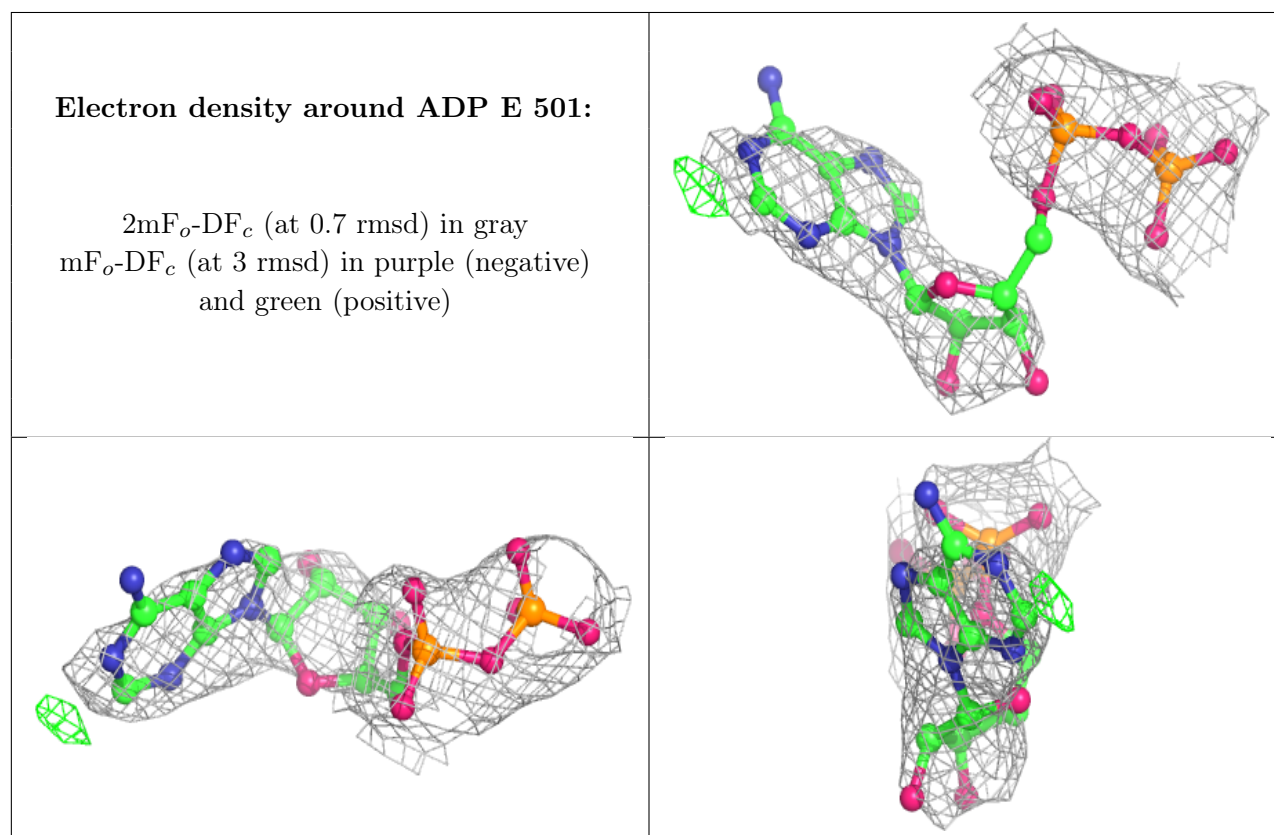 Electron density around ADP E 501:
2mFo-DFc (at 0.7 rmsd) in gray
mFo-DFc (at 3 rmsd) in purple (negative)
and green (positive)